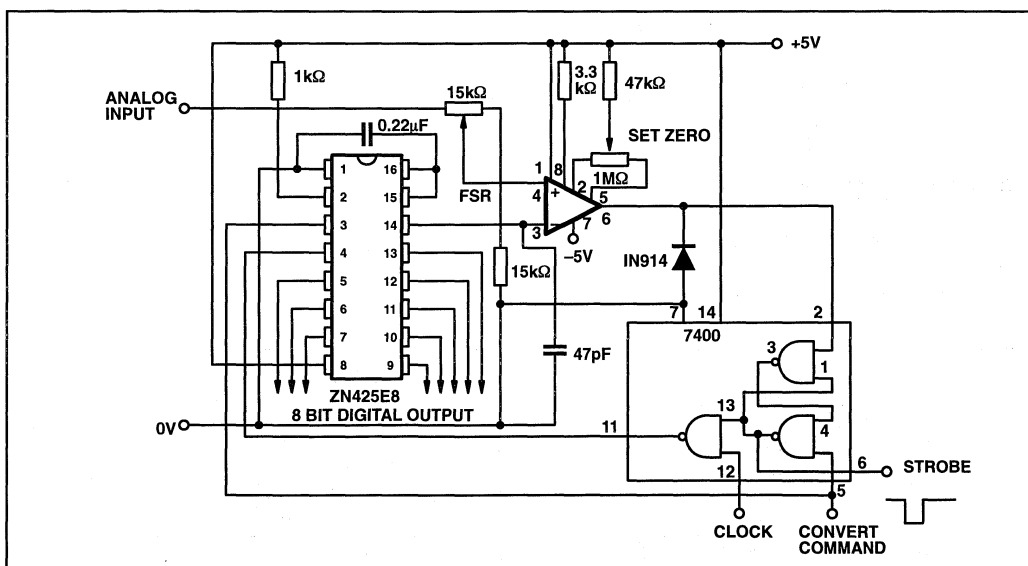 +5V
1kΩ
3.3
kΩ
47kΩ
15kΩ
ANALOG
INPUT
0.22µF
SET ZERO
1 16
2 15
3 14
4 13
5 12
6 11
7 10
8 9
FSR
1 8
4 + 2 1MΩ
5
3 − 7 6
–5V
IN914
15kΩ
7 14 2
7400
47pF
3
1
ZN425E8
8 BIT DIGITAL OUTPUT
0V
11 13 4
12
6 STROBE
5
CLOCK CONVERT
COMMAND